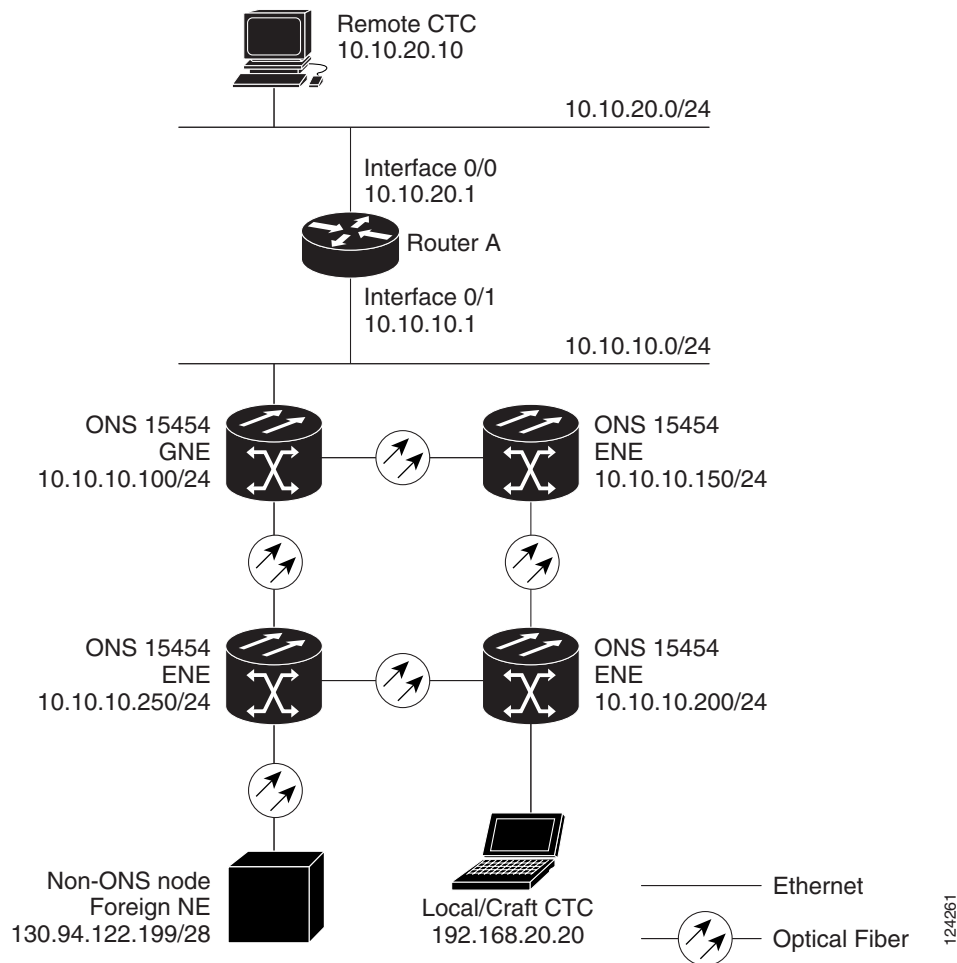 Remote CTC
10.10.20.10
10.10.20.0/24
Interface 0/0
10.10.20.1
Router A
Interface 0/1
10.10.10.1
10.10.10.0/24
ONS 15454
GNE
10.10.10.100/24
ONS 15454
ENE
10.10.10.150/24
ONS 15454
ENE
10.10.10.250/24
ONS 15454
ENE
10.10.10.200/24
Non-ONS node
Foreign NE
130.94.122.199/28
Local/Craft CTC
192.168.20.20
Ethernet
Optical Fiber
124261